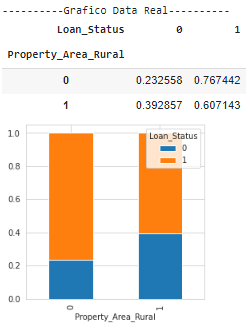 ----------Grafico Data Real----------
Loan_Status 0 1
Property_Area_Rural
0 0.232558 0.767442
1 0.392857 0.607143
1.0
0.8
0.6
0.4
0.2
0.0
Loan_Status
0
1
0 1
Property_Area_Rural